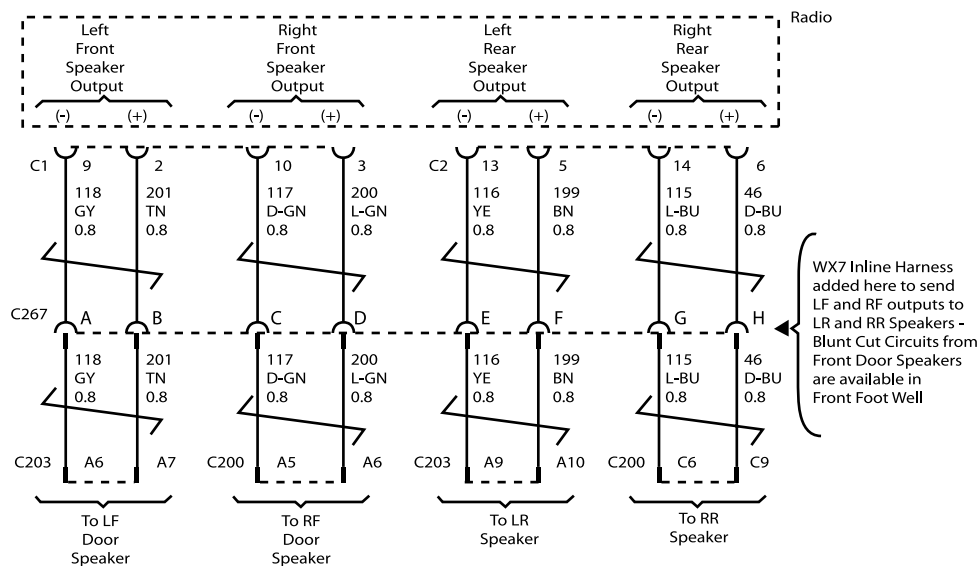 Radio
Left Front Speaker Output
Right Front Speaker Output
Left Rear Speaker Output
Right Rear Speaker Output
(-) (+) (-) (+) (-) (+) (-) (+)
C1 9 2 10 3 C2 13 5 14 6
118 201 117 200 116 199 115 46
GY TN D-GN L-GN YE BN L-BU D-BU
0.8 0.8 0.8 0.8 0.8 0.8 0.8 0.8
C267 A B C D E F G H
WX7 Inline Harness
added here to send
LF and RF outputs to
LR and RR Speakers -
Blunt Cut Circuits from
Front Door Speakers
are available in
Front Foot Well
118 201 117 200 116 199 115 46
GY TN D-GN L-GN YE BN L-BU D-BU
0.8 0.8 0.8 0.8 0.8 0.8 0.8 0.8
C203 A6 A7 C200 A5 A6 C203 A9 A10 C200 C6 C9
To LF Door Speaker
To RF Door Speaker
To LR Speaker
To RR Speaker